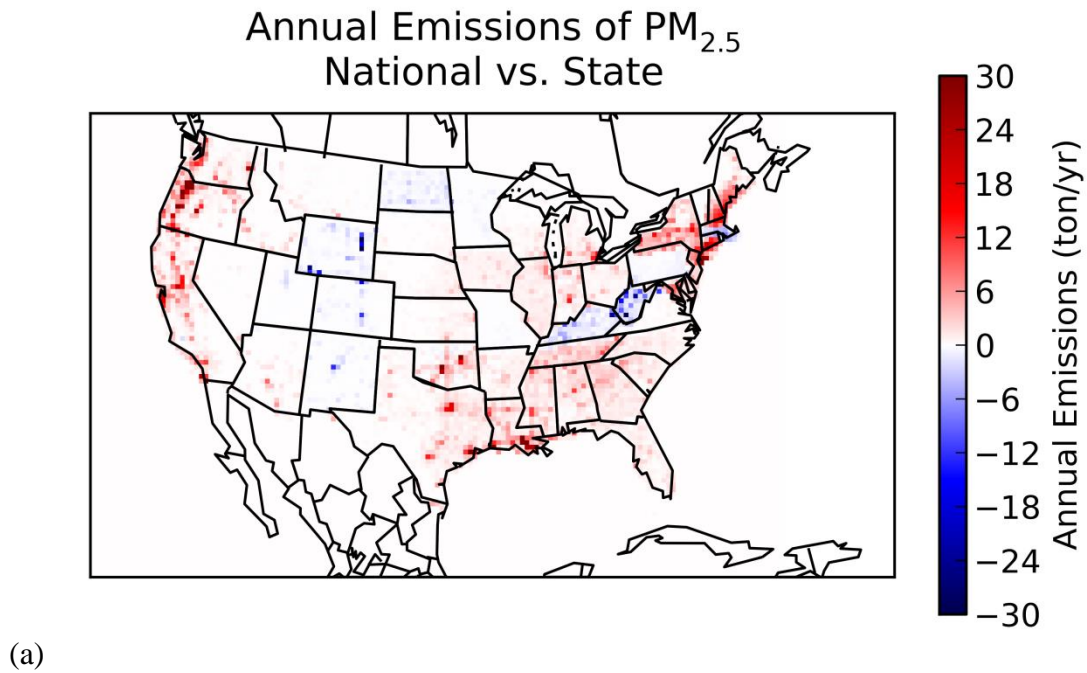 Annual Emissions of PM2.5
National vs. State
30
24
18
12
6
0
−6
−12
−18
−24
−30
Annual Emissions (ton/yr)
(a)